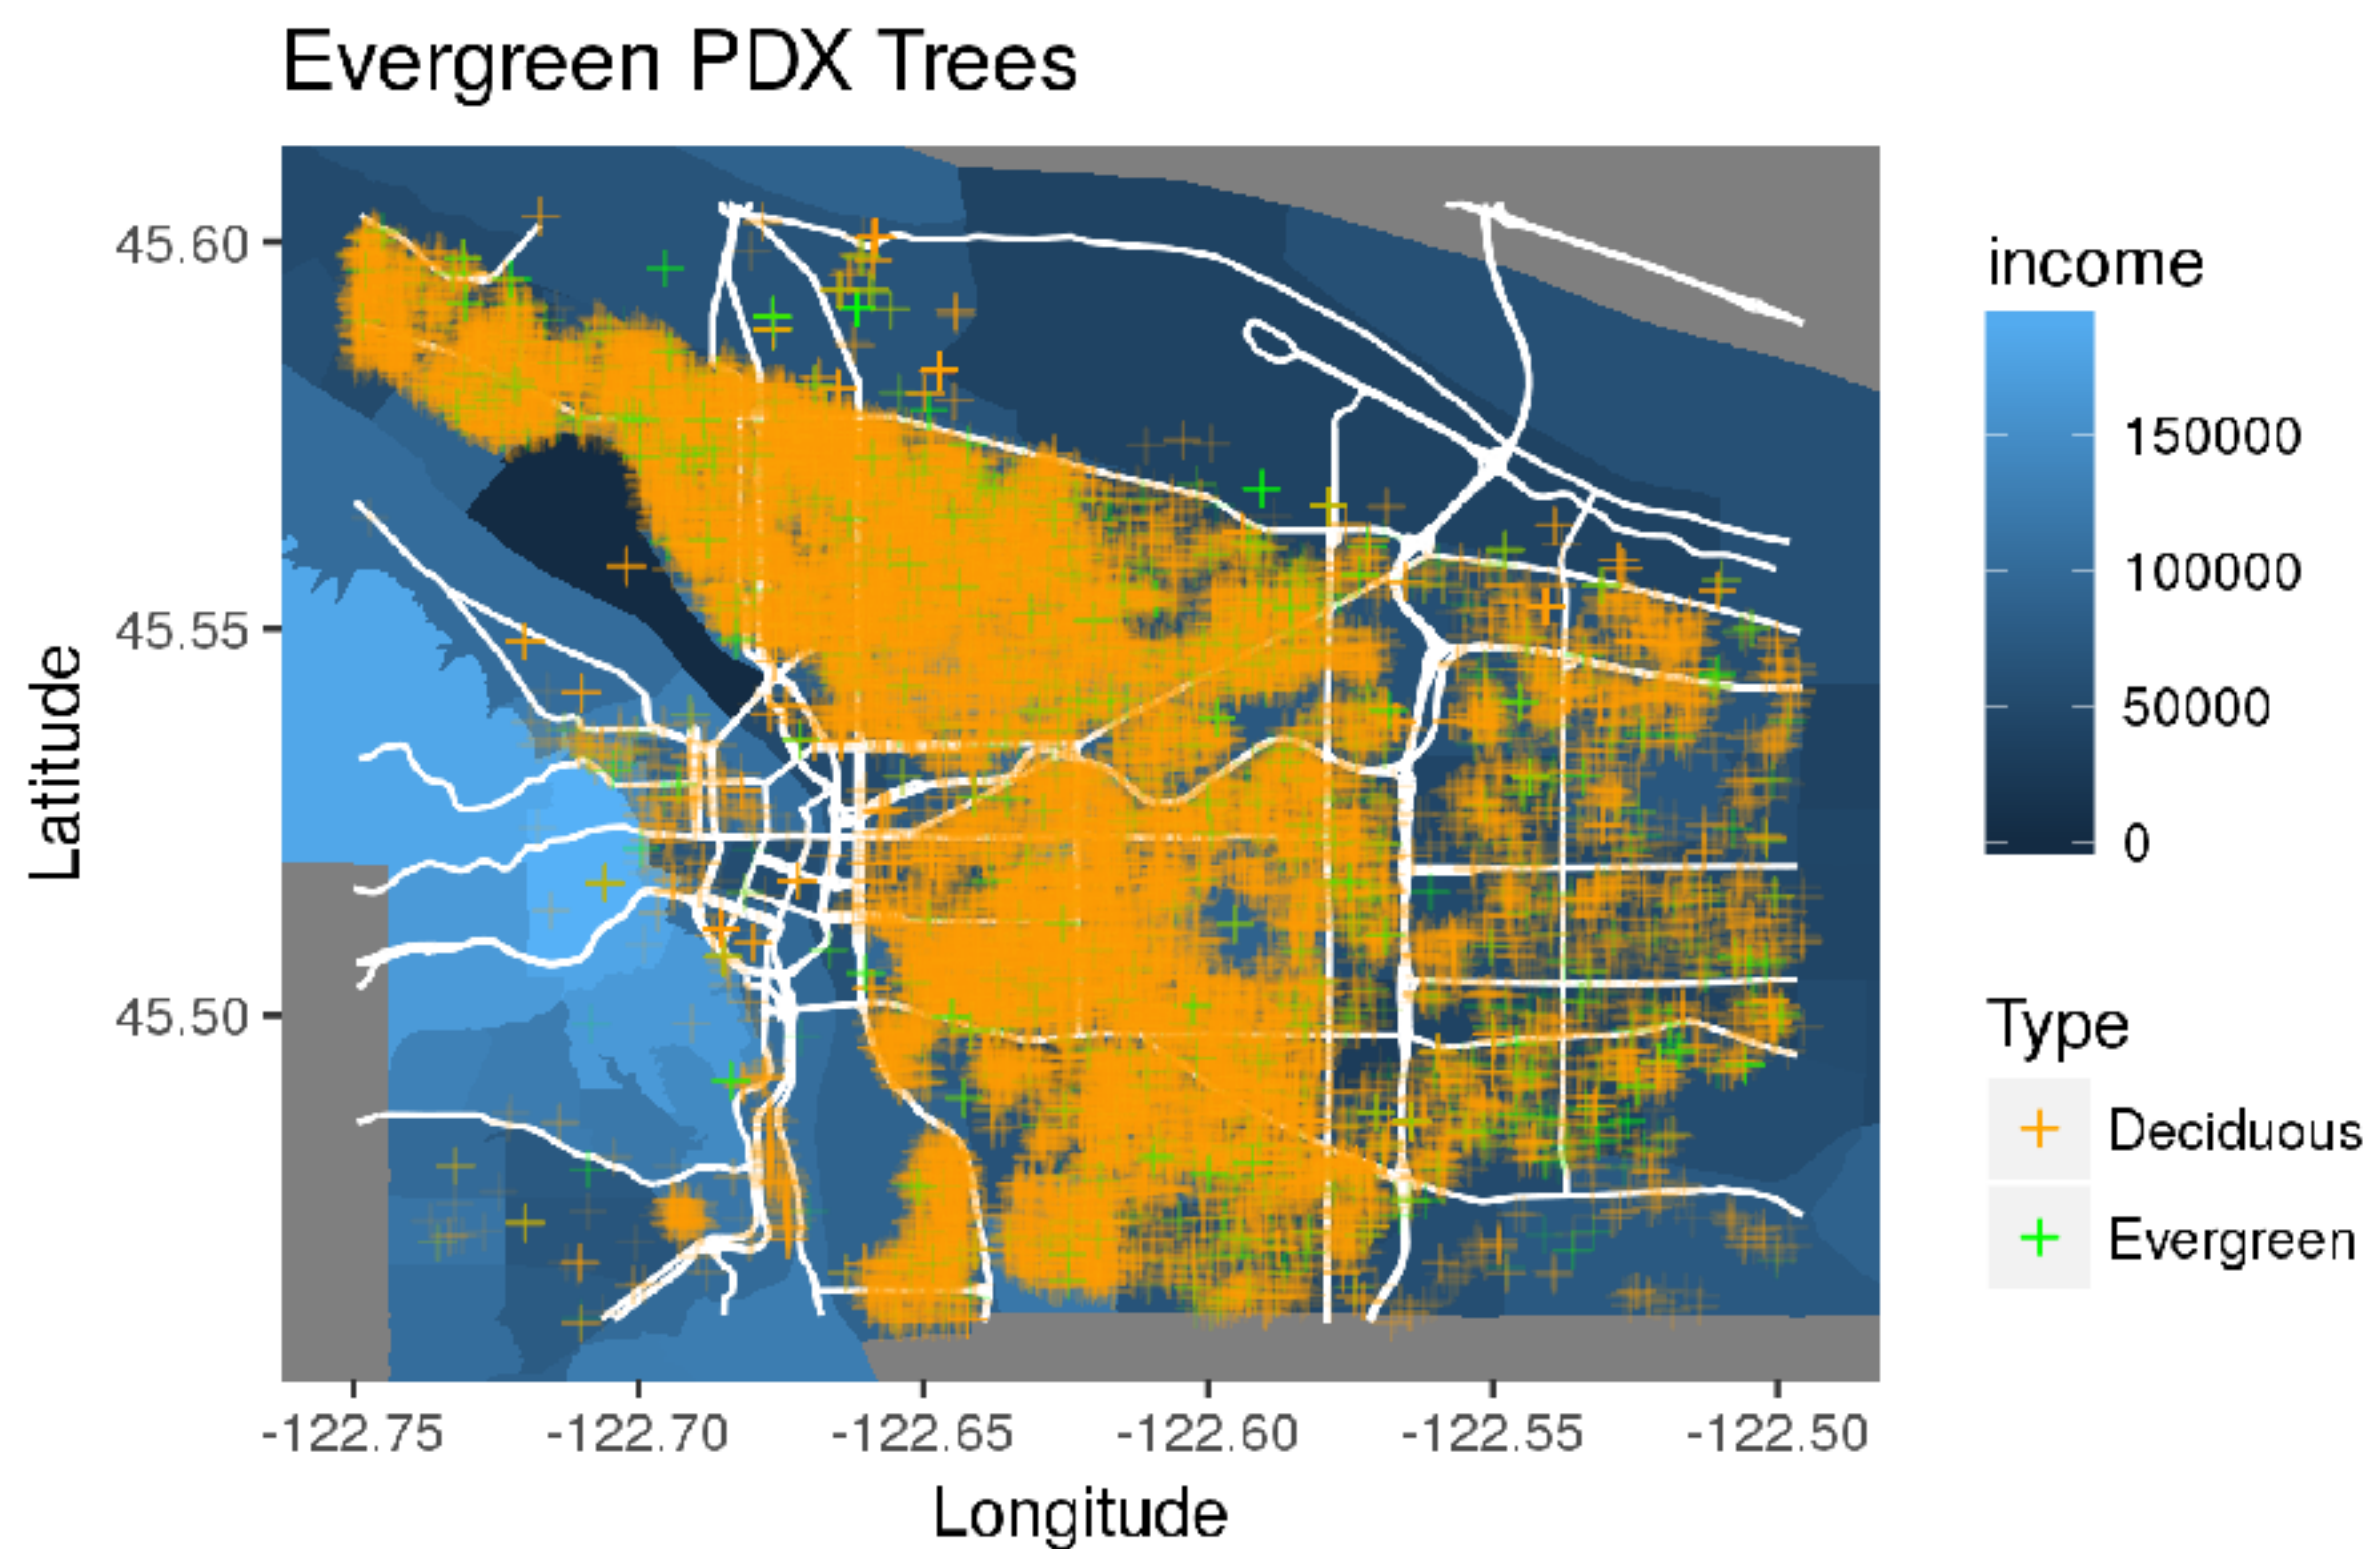 Evergreen PDX Trees
45.60
45.55
45.50
Latitude
-122.75
-122.70
-122.65
-122.60
-122.55
-122.50
Longitude
income
150000
100000
50000
0
Type
Deciduous
Evergreen